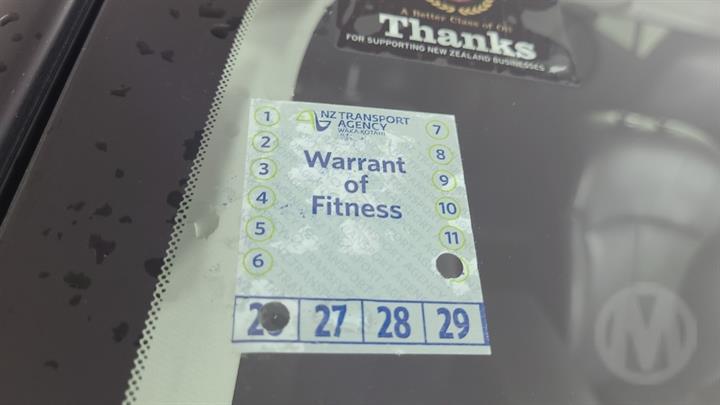 A Better Class of Oil
Thanks
FOR SUPPORTING NEW ZEALAND BUSINESSES
NZ TRANSPORT
AGENCY
WAKA KOTAHI
Warrant
of
Fitness
1
2
3
4
5
6
7
8
9
10
11
27 28 29
M